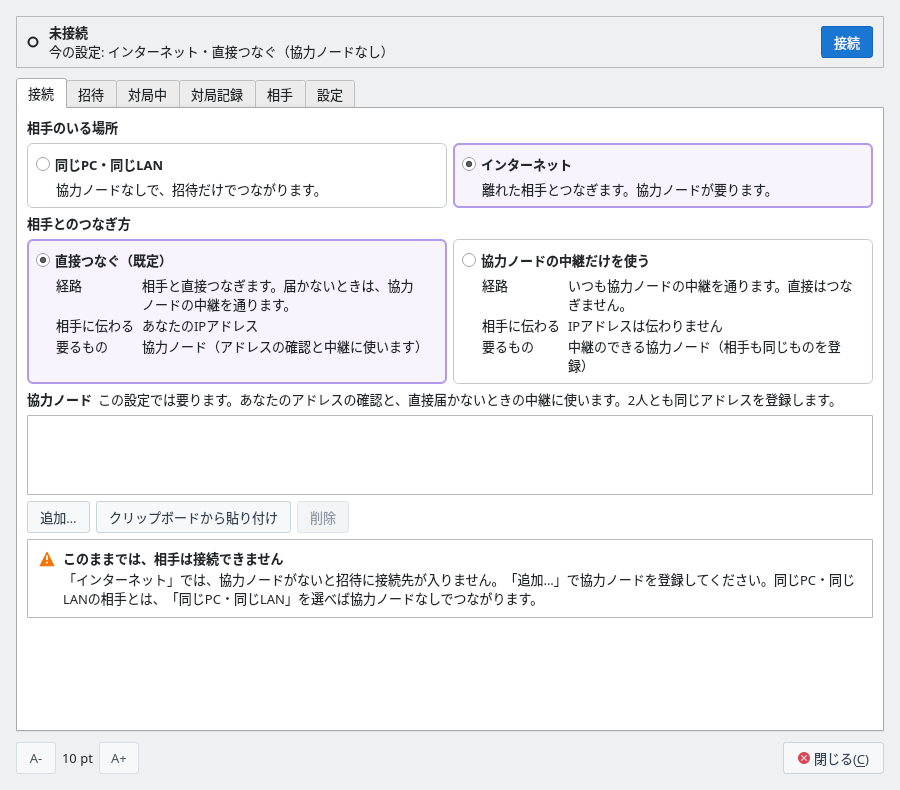 未接続
今の設定: インターネット・直接つなぐ（協力ノードなし）
接続
接続 招待 対局中 対局記録 相手 設定
相手のいる場所
同じPC・同じLAN
協力ノードなしで、招待だけでつながります。
インターネット
離れた相手とつなぎます。協力ノードが要ります。
相手とのつなぎ方
直接つなぐ（既定）
経路 相手と直接つなぎます。届かないときは、協力
ノードの中継を通ります。
相手に伝わる あなたのIPアドレス
要るもの 協力ノード（アドレスの確認と中継に使います）
協力ノードの中継だけを使う
経路 いつも協力ノードの中継を通ります。直接はつな
ぎません。
相手に伝わる IPアドレスは伝わりません
要るもの 中継のできる協力ノード（相手も同じものを登
録）
協力ノード この設定では要ります。あなたのアドレスの確認と、直接届かないときの中継に使います。2人とも同じアドレスを登録します。
追加... クリップボードから貼り付け 削除
このままでは、相手は接続できません
「インターネット」では、協力ノードがないと招待に接続先が入りません。「追加...」で協力ノードを登録してください。同じPC・同じ
LANの相手とは、「同じPC・同じLAN」を選べば協力ノードなしでつながります。
A- 10 pt A+ 閉じる(C)